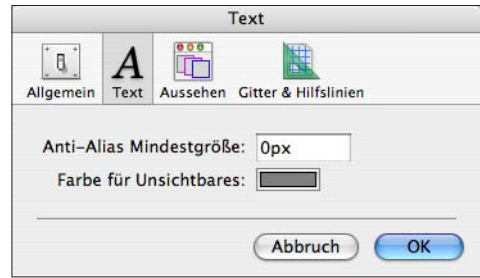 Text
Allgemein Text Aussehen Gitter & Hilfslinien
Anti-Alias Mindestgröße: 0px
Farbe für Unsichtbares:
Abbruch OK